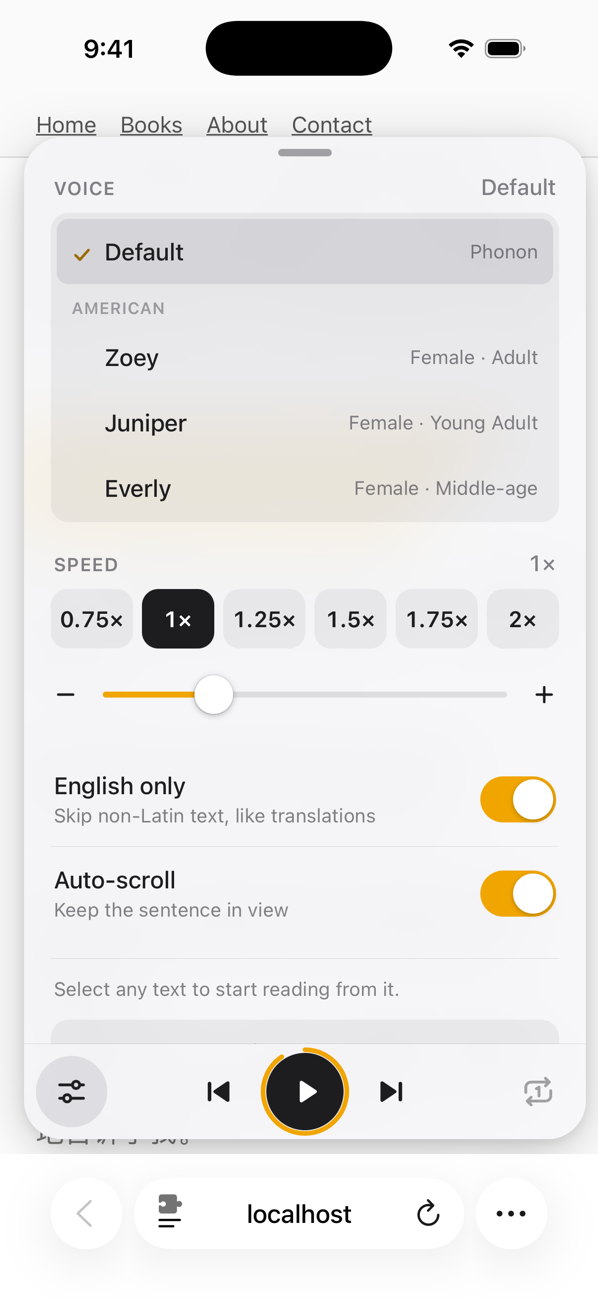 9:41
Home Books About Contact
VOICE Default
Default Phonon
AMERICAN
Zoey Female · Adult
Juniper Female · Young Adult
Everly Female · Middle-age
SPEED 1×
0.75× 1× 1.25× 1.5× 1.75× 2×
English only
Skip non-Latin text, like translations
Auto-scroll
Keep the sentence in view
Select any text to start reading from it.
1
localhost